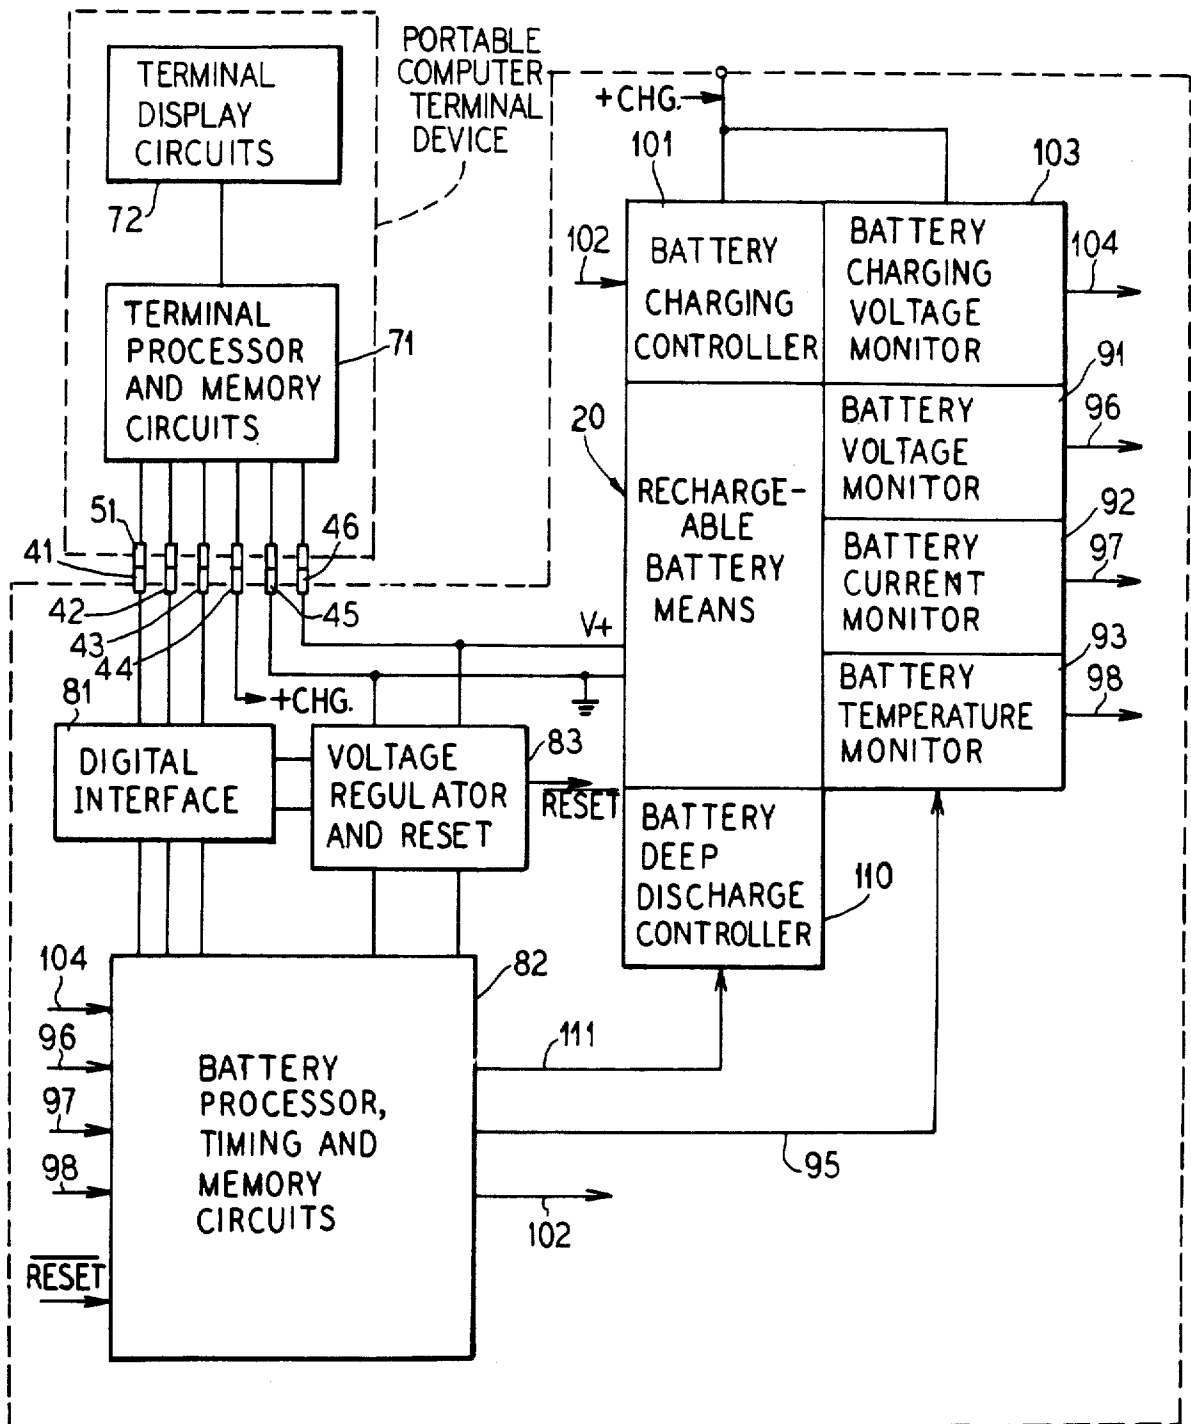 PORTABLE
COMPUTER
TERMINAL
DEVICE
TERMINAL
DISPLAY
CIRCUITS
72
TERMINAL
PROCESSOR
AND MEMORY
CIRCUITS
71
51
41
42
43
44
45
46
+CHG.
V+
81
DIGITAL
INTERFACE
VOLTAGE
REGULATOR
AND RESET
83
RESET
+CHG.
101
102
BATTERY
CHARGING
CONTROLLER
103
BATTERY
CHARGING
VOLTAGE
MONITOR
104
20
RECHARGE-
ABLE
BATTERY
MEANS
91
BATTERY
VOLTAGE
MONITOR
96
92
BATTERY
CURRENT
MONITOR
97
93
BATTERY
TEMPERATURE
MONITOR
98
BATTERY
DEEP
DISCHARGE
CONTROLLER
110
104
96
97
98
RESET
82
BATTERY
PROCESSOR,
TIMING AND
MEMORY
CIRCUITS
111
95
102